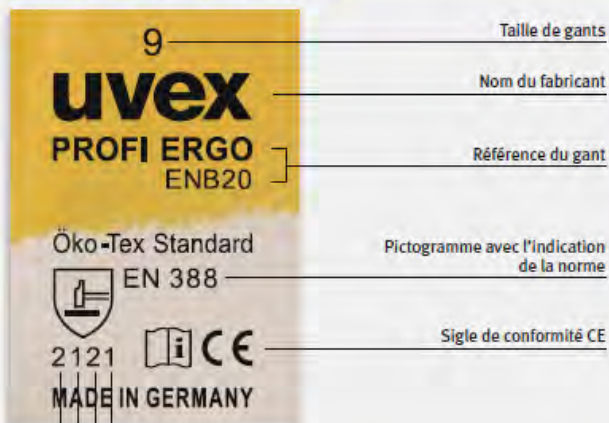 9
Taille de gants
uvex
Nom du fabricant
PROFI ERGO
ENB20
Référence du gant
Öko-Tex Standard
EN 388
Pictogramme avec l'indication
de la norme
2121
i CE
Sigle de conformité CE
MADE IN GERMANY